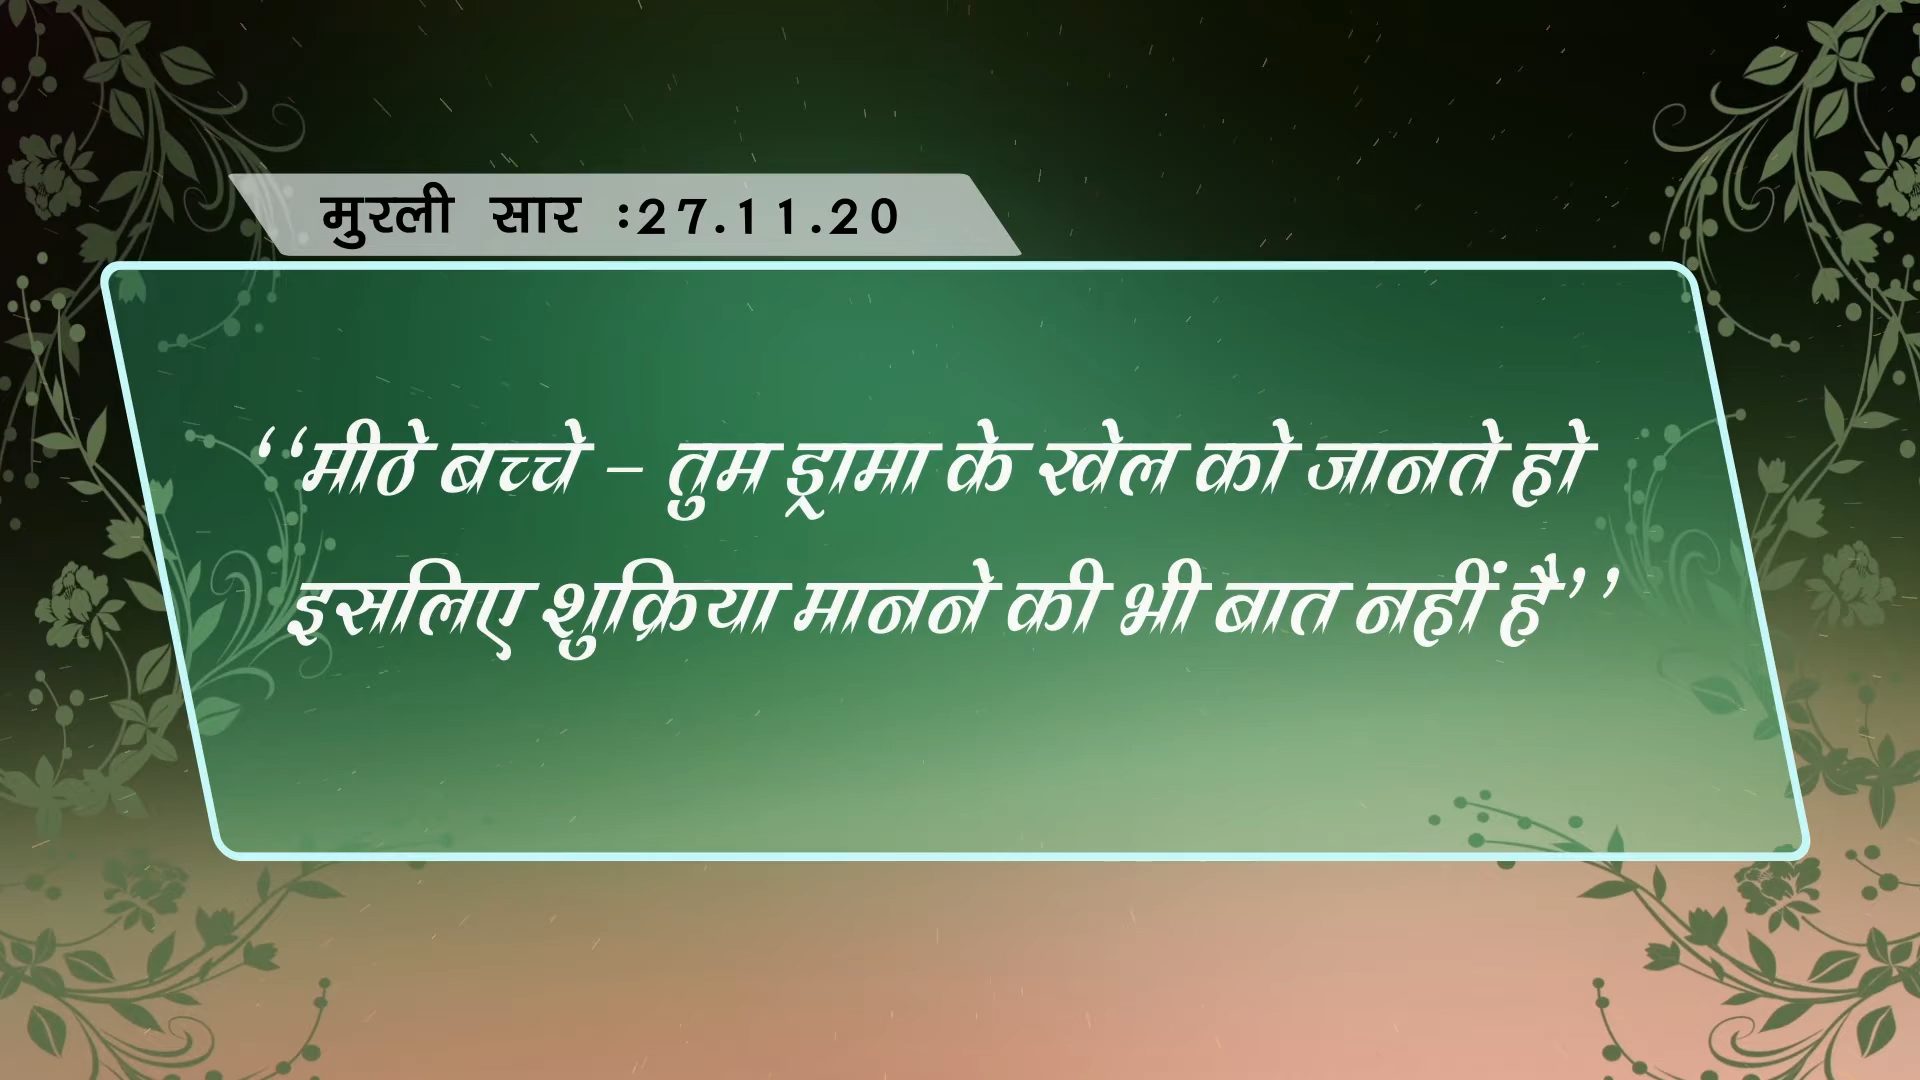 मुरली सार :27.11.20
‘‘मीठे बच्चे – तुम ड्रामा के खेल को जानते हो
इसलिए शुक्रिया मानने की भी बात नहीं है’’